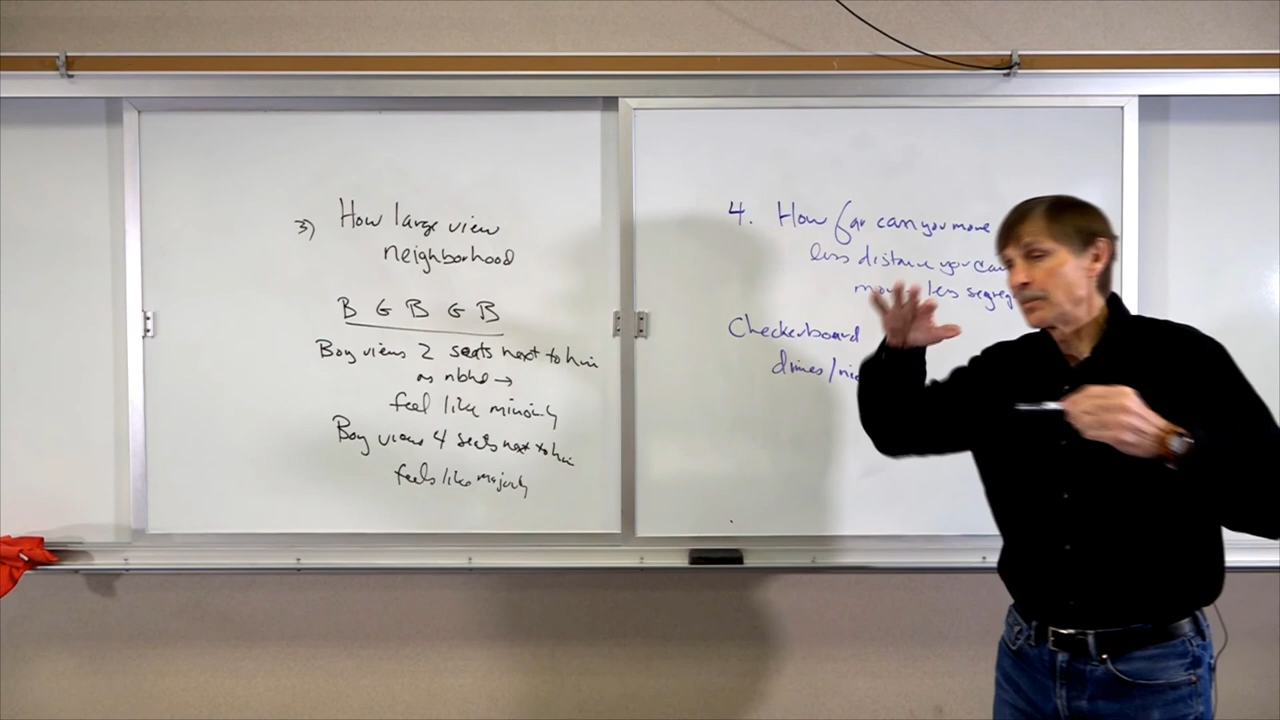 3) How large view
neighborhood
B G B G B
Boy views 2 seats next to him
as nbhd →
feel like minority
Boy views 4 seats next to him
feels like majority
4. How far can you move
less distance you can
move less segreg
Checkerboard
dimes/nic